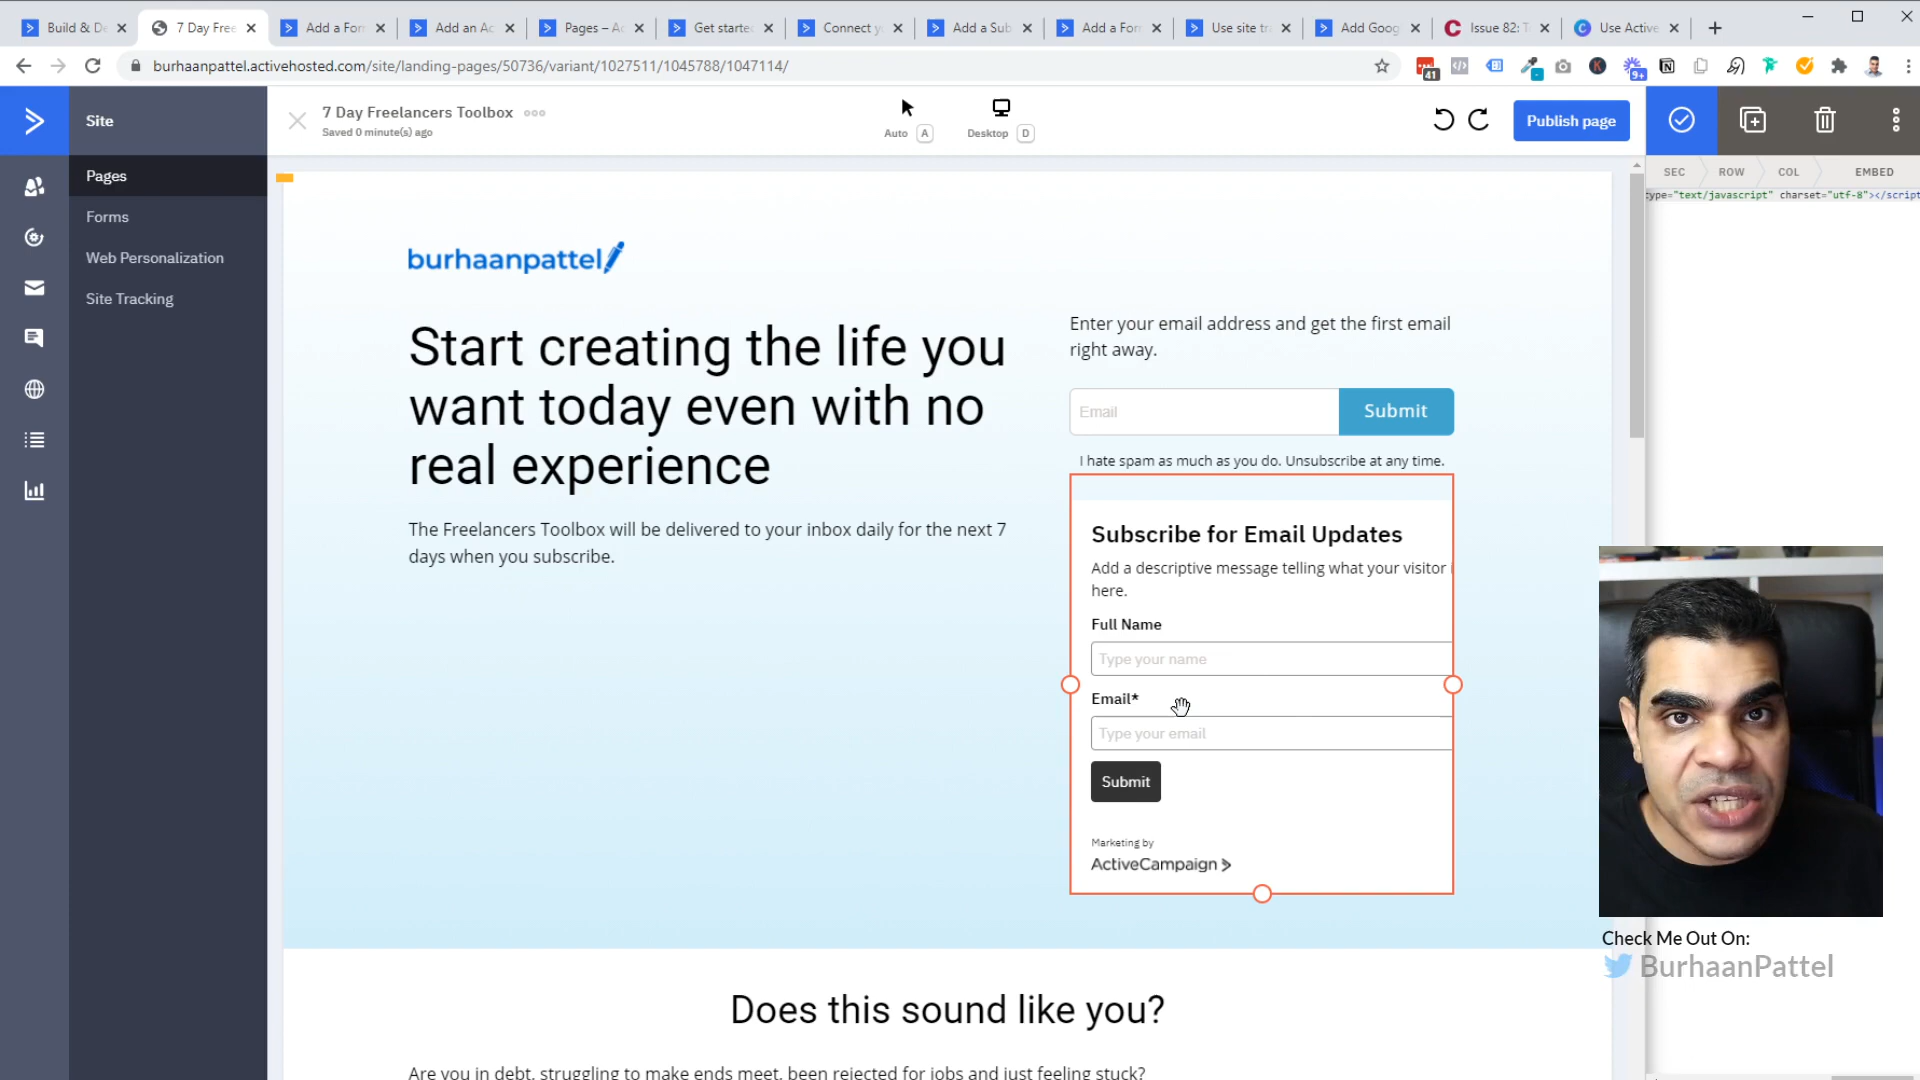 Build & De
7 Day Free
Add a For
Add an Ac
Pages – Ac
Get starte
Connect y
Add a Sub
Add a For
Use site tr
Add Goog
Issue 82: T
Use Active
burhaanpattel.activehosted.com/site/landing-pages/50736/variant/1027511/1045788/1047114/
41
9+
Site
Pages
Forms
Web Personalization
Site Tracking
7 Day Freelancers Toolbox
Saved 0 minute(s) ago
Auto A
Desktop D
Publish page
SEC
ROW
COL
EMBED
type="text/javascript" charset="utf-8"></script
burhaanpattel
Start creating the life you
want today even with no
real experience
The Freelancers Toolbox will be delivered to your inbox daily for the next 7
days when you subscribe.
Enter your email address and get the first email
right away.
Email
Submit
I hate spam as much as you do. Unsubscribe at any time.
Subscribe for Email Updates
Add a descriptive message telling what your visitor
here.
Full Name
Type your name
Email*
Type your email
Submit
Marketing by
ActiveCampaign >
Does this sound like you?
Are you in debt, struggling to make ends meet, been rejected for jobs and just feeling stuck?
Check Me Out On:
BurhaanPattel